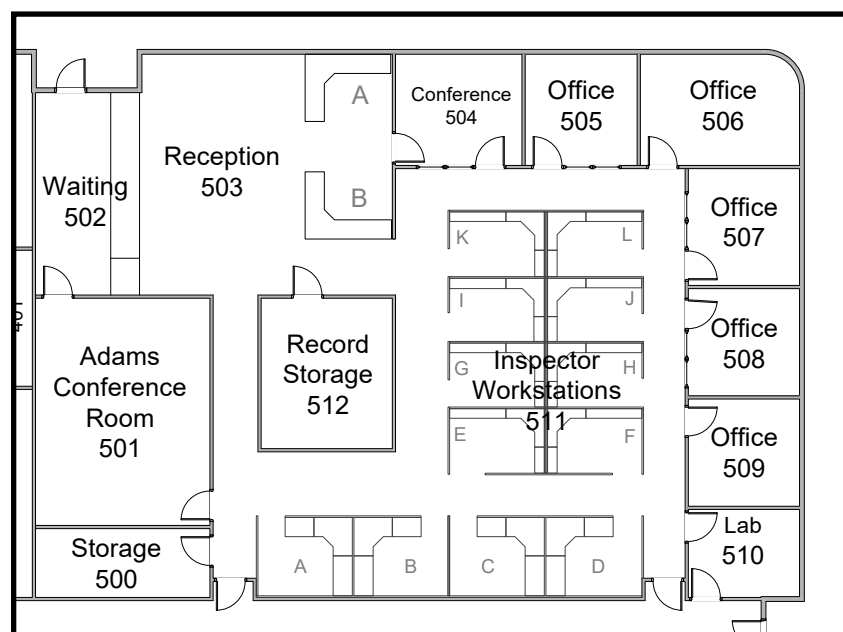 A
Conference
504
Office
505
Office
506
Reception
503
B
Waiting
502
Office
507
K
L
I
J
Adams
Conference
Room
501
Record
Storage
512
Inspector
Workstations
511
G
H
E
F
Office
508
Office
509
Lab
510
Storage
500
A
B
C
D